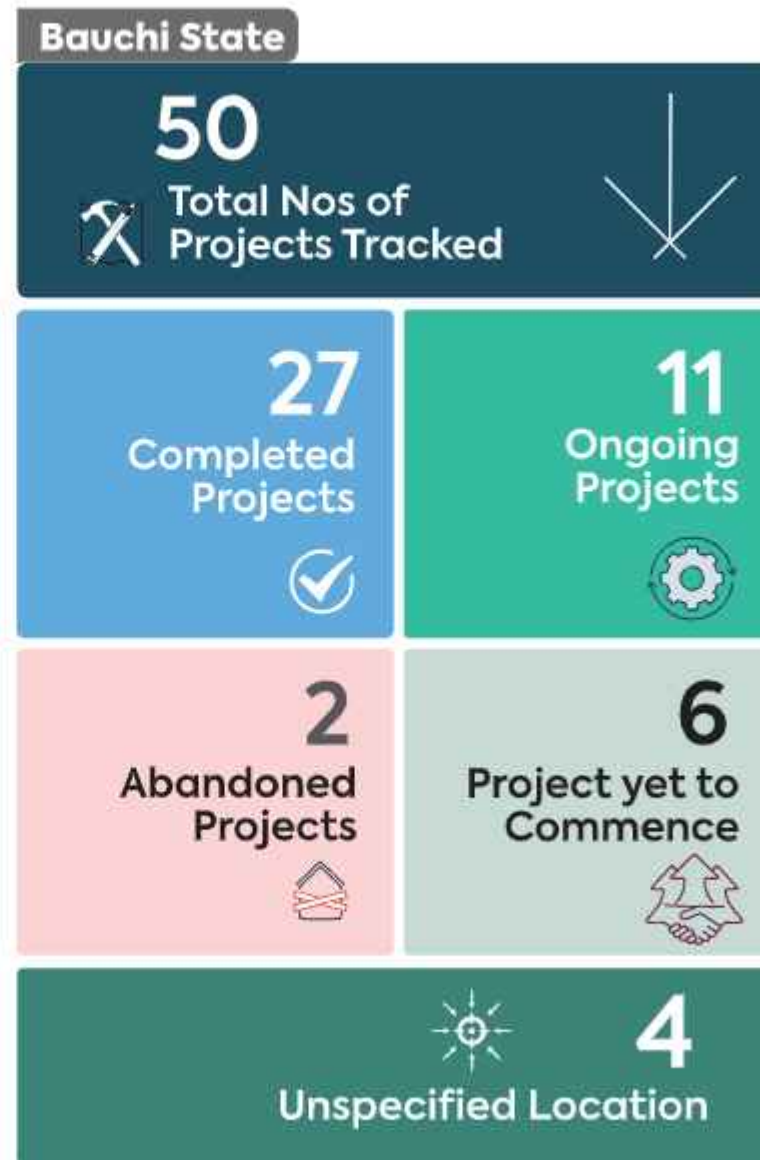 Bauchi State
50
Total Nos of
Projects Tracked
27
Completed
Projects
11
Ongoing
Projects
2
Abandoned
Projects
6
Project yet to
Commence
4
Unspecified Location